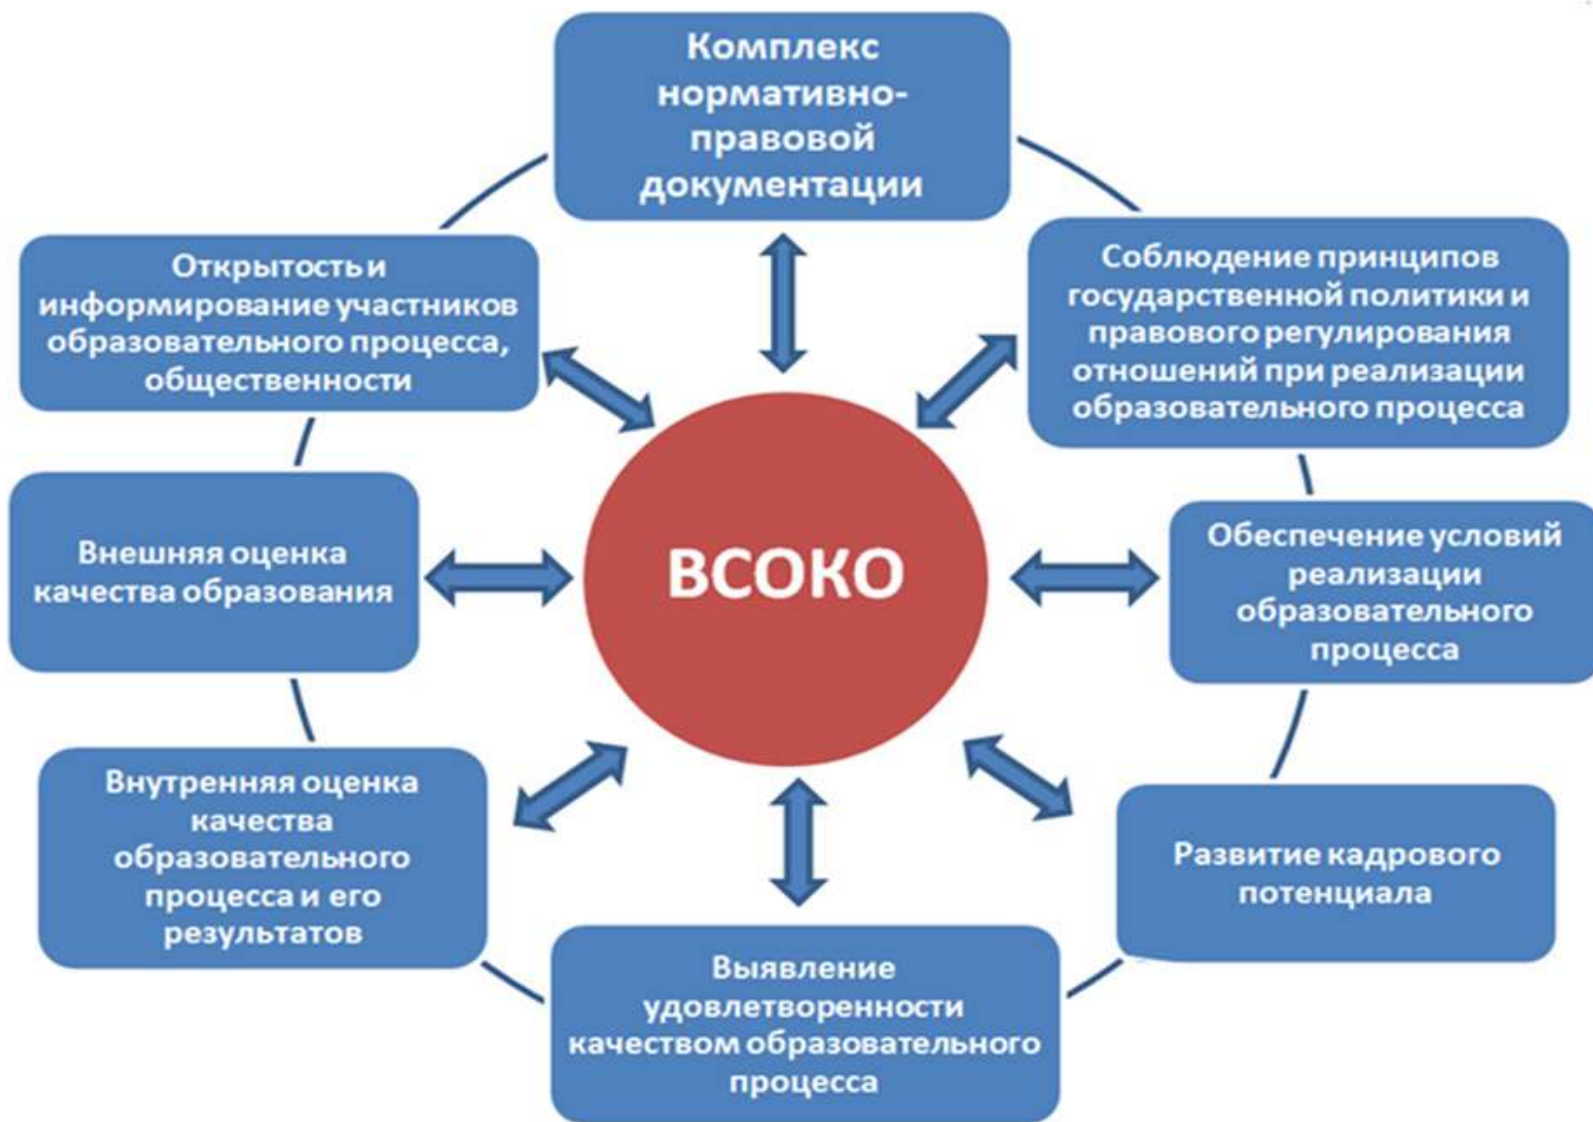 Комплекс
нормативно-
правовой
документации
Открытость и
информирование участников
образовательного процесса,
общественности
Соблюдение принципов
государственной политики и
правового регулирования
отношений при реализации
образовательного процесса
Внешняя оценка
качества образования
ВСОКО
Обеспечение условий
реализации
образовательного
процесса
Внутренняя оценка
качества
образовательного
процесса и его
результатов
Развитие кадрового
потенциала
Выявление
удовлетворенности
качеством образовательного
процесса